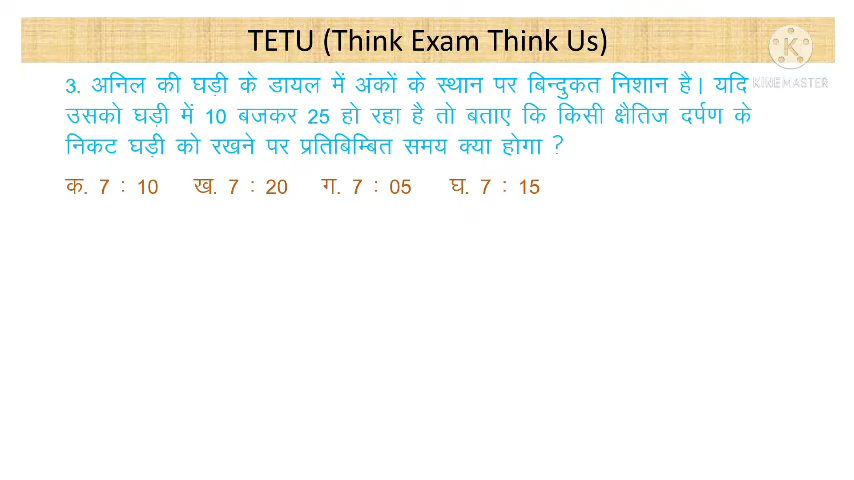 TETU (Think Exam Think Us)
K
KINEMASTER
3. अनिल की घड़ी के डायल में अंकों के स्थान पर बिन्दुकत निशान है। यदि
उसको घड़ी में 10 बजकर 25 हो रहा है तो बताए कि किसी क्षैतिज दर्पण के
निकट घड़ी को रखने पर प्रतिबिम्बित समय क्या होगा ?
क. 7 : 10 ख. 7 : 20 ग. 7 : 05 घ. 7 : 15